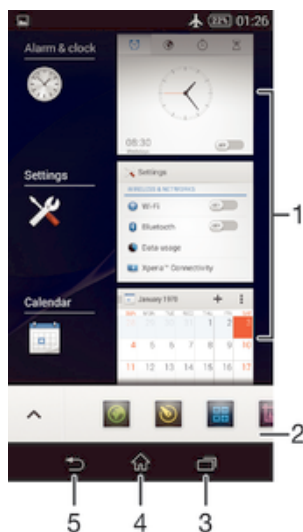 22% 01:26
Alarm & clock
08:30
Settings
Settings
WIRELESS & NETWORKS
Wi-Fi
Bluetooth
Data usage
Xpera™ Connectivity
Calendar
January 1970
1 2 3
4 5 6 7 8 9 10
11 12 13 14 15 16 17
1
2
5 4 3